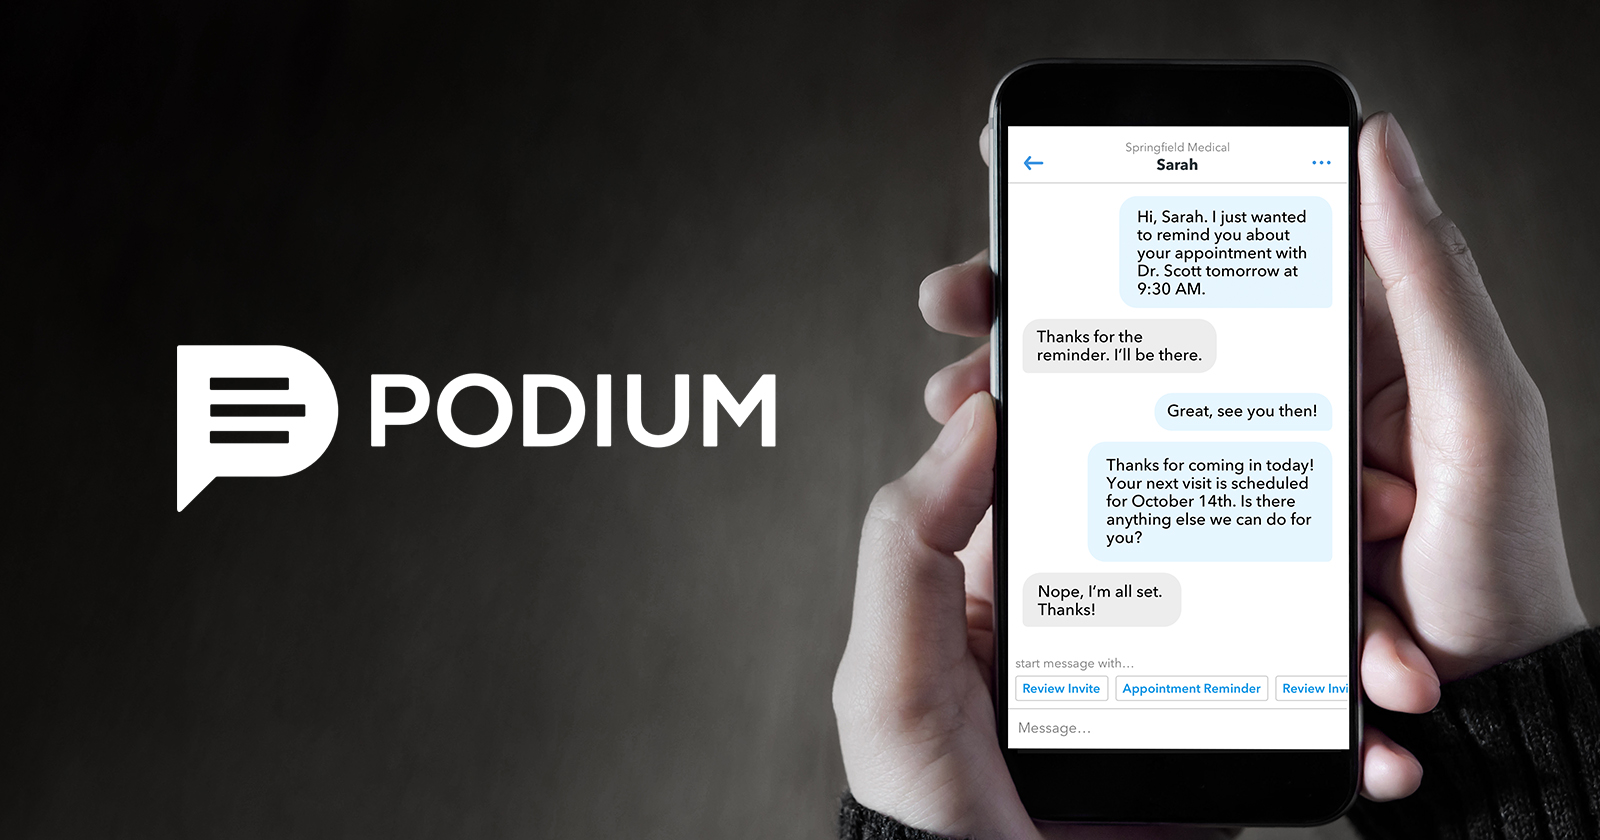 PODIUM
Springfield Medical
Sarah
Hi, Sarah. I just wanted
to remind you about
your appointment with
Dr. Scott tomorrow at
9:30 AM.
Thanks for the
reminder. I'll be there.
Great, see you then!
Thanks for coming in today!
Your next visit is scheduled
for October 14th. Is there
anything else we can do for
you?
Nope, I'm all set.
Thanks!
start message with...
Review Invite
Appointment Reminder
Review Invi
Message...